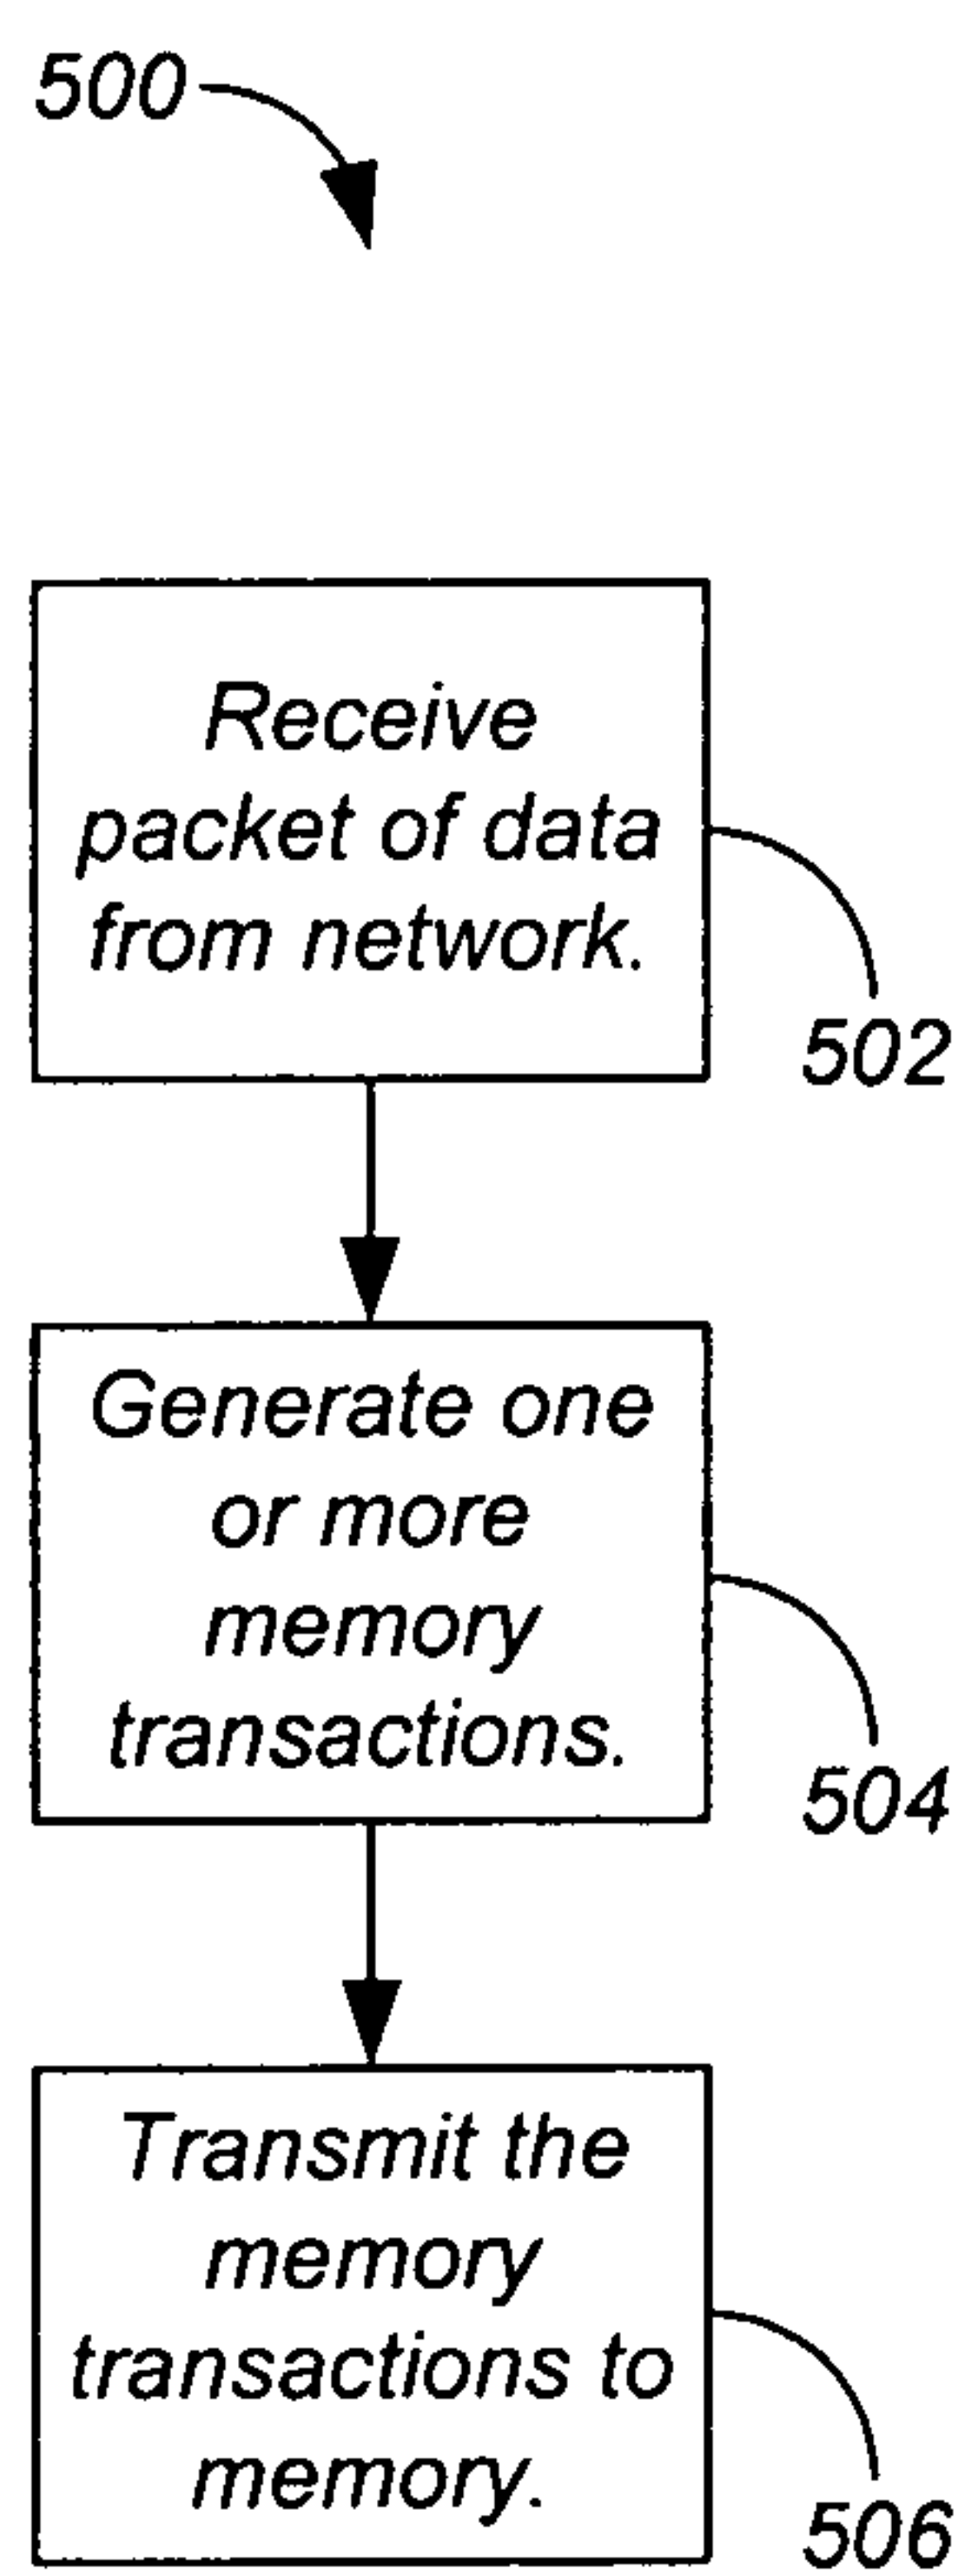 500
Receive
packet of data
from network.
502
Generate one
or more
memory
transactions.
504
Transmit the
memory
transactions to
memory.
506